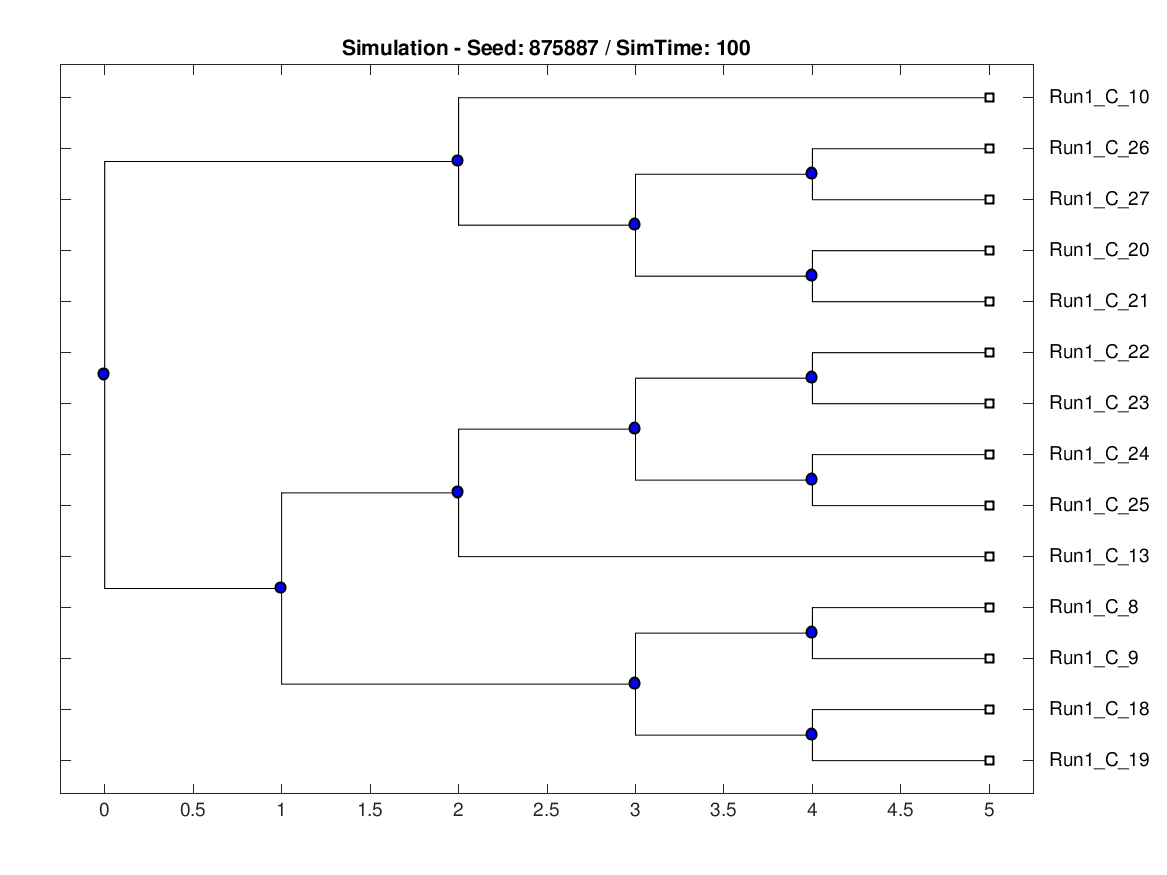 Simulation - Seed: 875887 / SimTime: 100
Run1_C_10
Run1_C_26
Run1_C_27
Run1_C_20
Run1_C_21
Run1_C_22
Run1_C_23
Run1_C_24
Run1_C_25
Run1_C_13
Run1_C_8
Run1_C_9
Run1_C_18
Run1_C_19
0 0.5 1 1.5 2 2.5 3 3.5 4 4.5 5